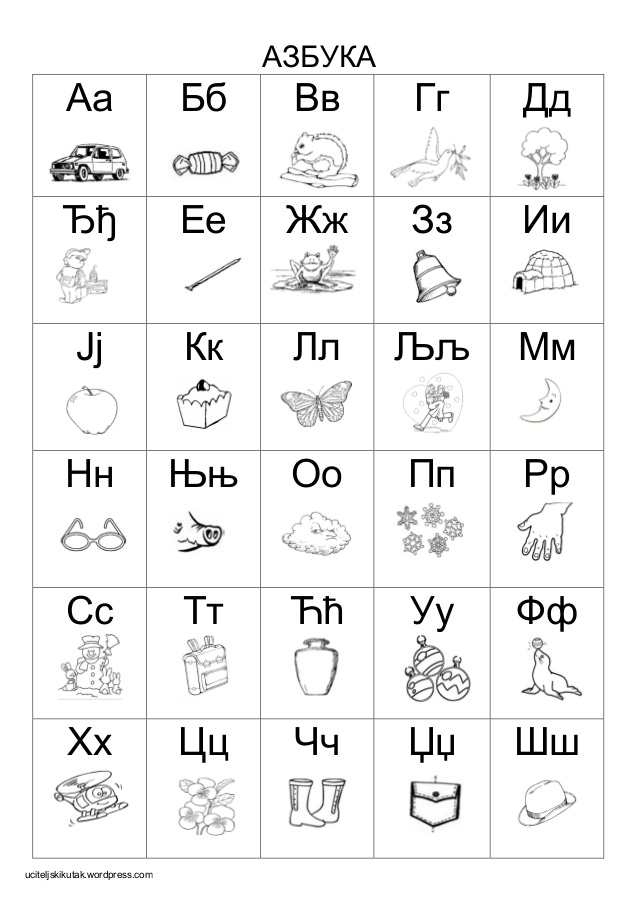 АЗБУКА
Аа Бб Вв Гг Дд
Ђђ Ее Жж Зз Ии
Јј Кк Лл Љљ Мм
Нн Њњ Оо Пп Рр
Сс Тт Ћћ Уу Фф
Хх Цц Чч Џџ Шш
uciteljskikutak.wordpress.com